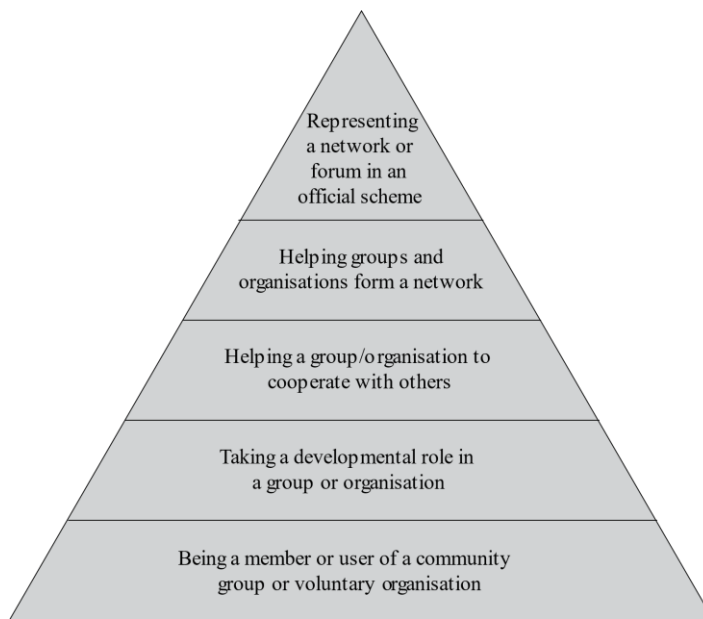 Representing
a network or
forum in an
official scheme
Helping groups and
organisations form a network
Helping a group/organisation to
cooperate with others
Taking a developmental role in
a group or organisation
Being a member or user of a community
group or voluntary organisation